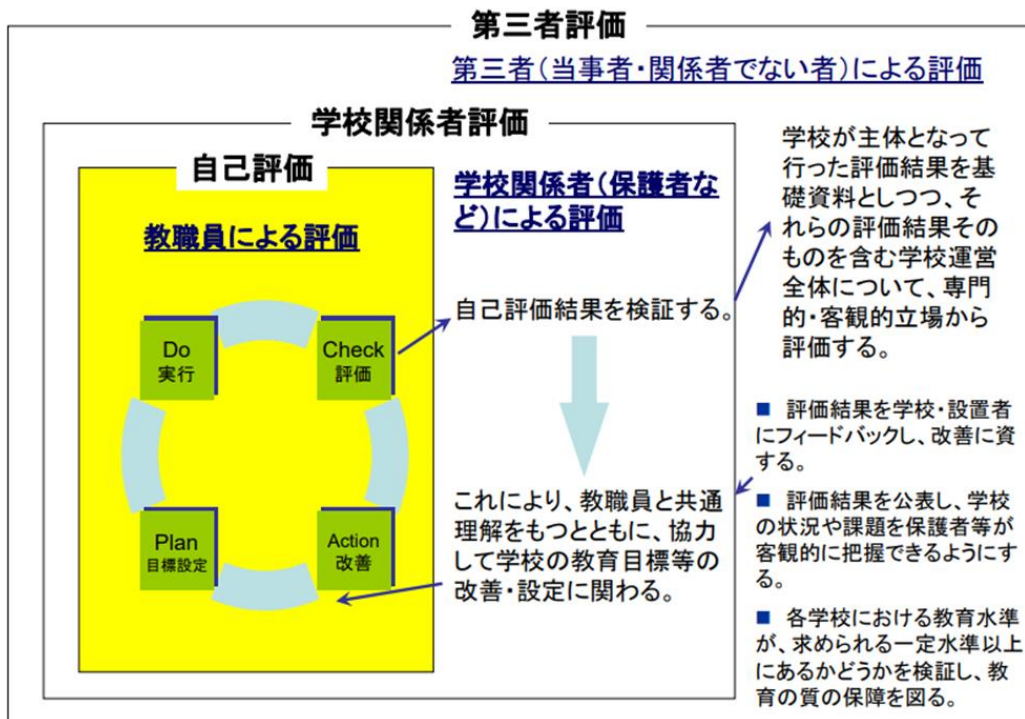 第三者評価
第三者（当事者・関係者でない者）による評価
学校関係者評価
自己評価
教職員による評価
Do
実行
Check
評価
Plan
目標設定
Action
改善
学校関係者（保護者な
ど）による評価
自己評価結果を検証する。
これにより、教職員と共通
理解をもつとともに、協力
して学校の教育目標等の
改善・設定に関わる。
学校が主体となって
行った評価結果を基
礎資料としつつ、そ
れらの評価結果その
ものを含む学校運営
全体について、専門
的・客観的立場から
評価する。
■ 評価結果を学校・設置者
にフィードバックし、改善に資
する。
■ 評価結果を公表し、学校
の状況や課題を保護者等が
客観的に把握できるようにす
る。
■ 各学校における教育水準
が、求められる一定水準以上
にあるかどうかを検証し、教
育の質の保障を図る。